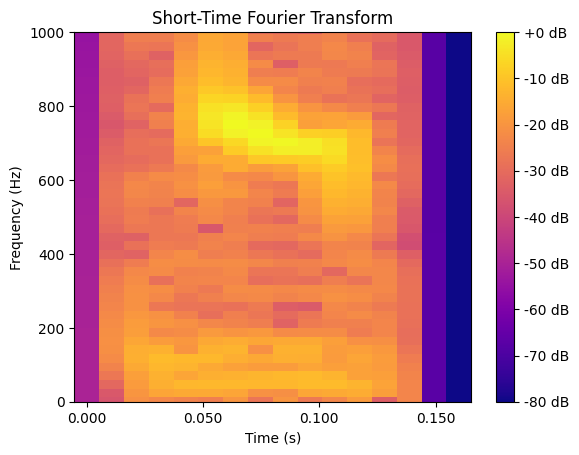 Short-Time Fourier Transform
1000
800
600
400
200
0
Frequency (Hz)
0.000
0.050
0.100
0.150
Time (s)
+0 dB
-10 dB
-20 dB
-30 dB
-40 dB
-50 dB
-60 dB
-70 dB
-80 dB